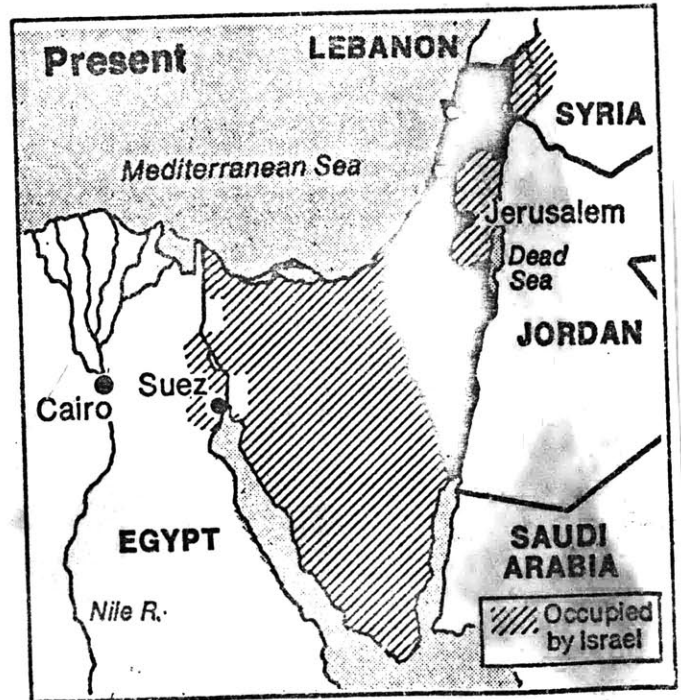 Present
LEBANON
SYRIA
Mediterranean Sea
Jerusalem
Dead
Sea
JORDAN
Suez
Cairo
EGYPT
SAUDI
ARABIA
Nile R.
Occupied
by Israel